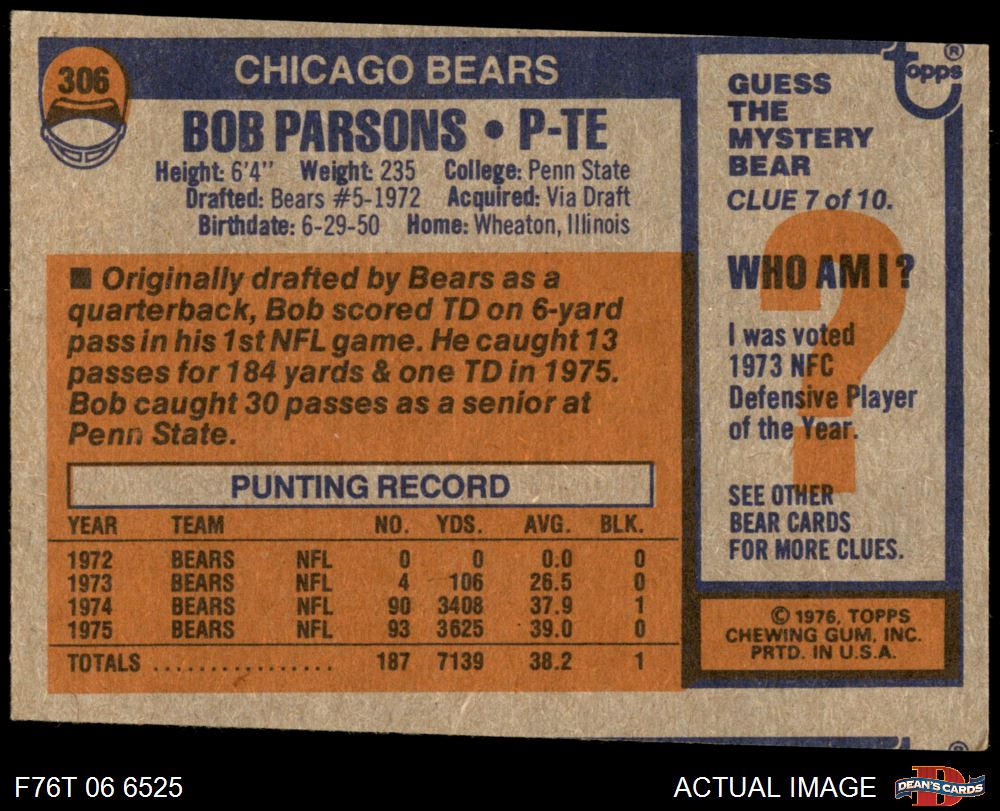 306
CHICAGO BEARS
BOB PARSONS • P-TE
Height: 6'4" Weight: 235 College: Penn State
Drafted: Bears #5-1972 Acquired: Via Draft
Birthdate: 6-29-50 Home: Wheaton, Illinois
■ Originally drafted by Bears as a
quarterback, Bob scored TD on 6-yard
pass in his 1st NFL game. He caught 13
passes for 184 yards & one TD in 1975.
Bob caught 30 passes as a senior at
Penn State.
PUNTING RECORD
YEAR TEAM NO. YDS. AVG. BLK.
1972 BEARS NFL 0 0 0.0 0
1973 BEARS NFL 4 106 26.5 0
1974 BEARS NFL 90 3408 37.9 1
1975 BEARS NFL 93 3625 39.0 0
TOTALS ................ 187 7139 38.2 1
topps ®
GUESS
THE
MYSTERY
BEAR
CLUE 7 of 10.
?
WHO AM I?
I was voted
1973 NFC
Defensive Player
of the Year.
SEE OTHER
BEAR CARDS
FOR MORE CLUES.
© 1976, TOPPS
CHEWING GUM, INC.
PRTD. IN U.S.A.
®
F76T 06 6525
ACTUAL IMAGE
D
DEAN'S CARDS